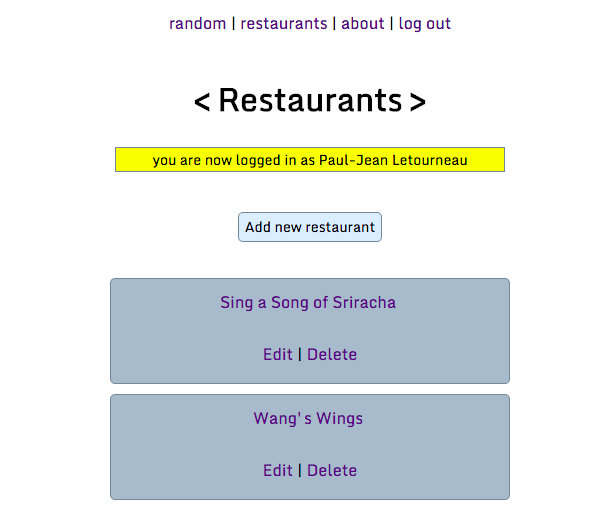 random | restaurants | about | log out
< Restaurants >
you are now logged in as Paul-Jean Letourneau
Add new restaurant
Sing a Song of Sriracha
Edit | Delete
Wang's Wings
Edit | Delete